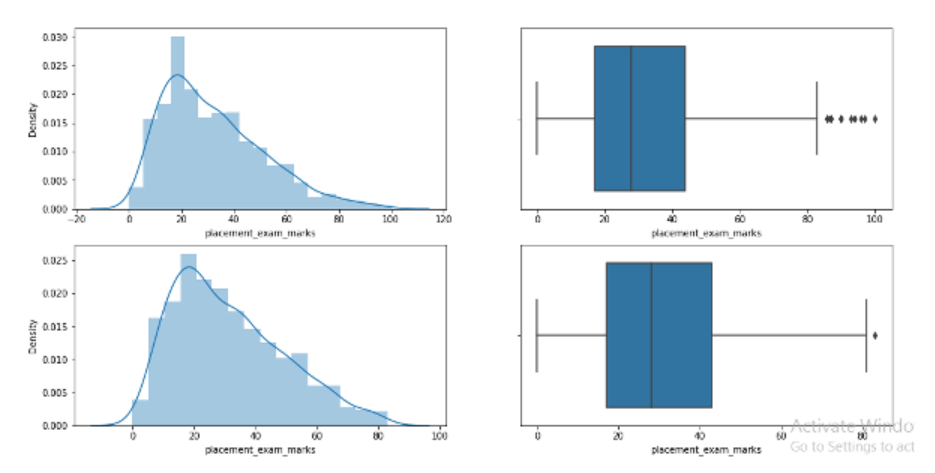 0.030
0.025
0.020
0.015
0.010
0.005
0.000
Density
-20 0 20 40 60 80 100 120
placement_exam_marks
0 20 40 60 80 100
placement_exam_marks
0.025
0.020
0.015
0.010
0.005
0.000
Density
0 20 40 60 80 100
placement_exam_marks
0 20 40 60 80
placement_exam_marks
Activate Windo
Go to Settings to act